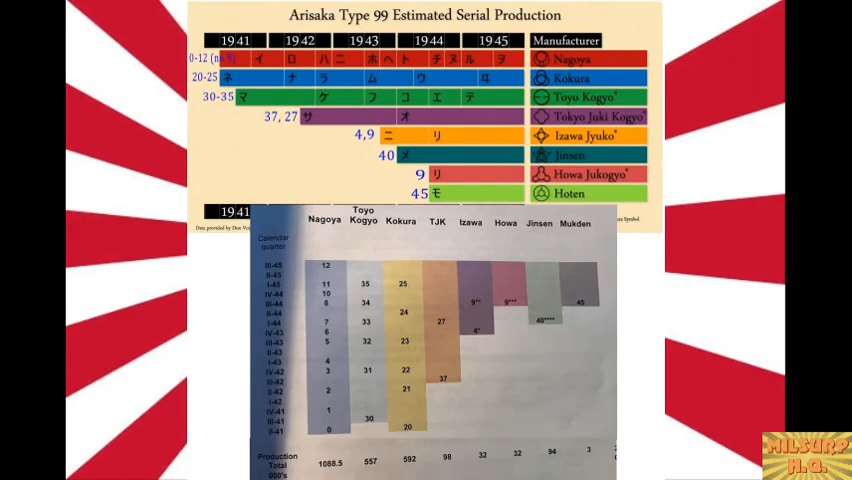 Arisaka Type 99 Estimated Serial Production
1941 1942 1943 1944 1945 Manufacturer
0-12 イ ロ ハ ニ ホ ヘ ト チ ヌ ル ヲ Nagoya
20-25 ネ ナ ラ ム ウ ヰ Kokura
30-35 マ ケ フ コ エ テ Toyo Kogyo*
37, 27 サ オ Tokyo Juki Kogyo*
4,9 ニ リ Izawa Jyuko*
40 メ Jinsen
9 リ Howa Jukogyo*
45 モ Hoten
1941
Data provided by Don Symbol
Nagoya Toyo Kogyo Kokura TJK Izawa Howa Jinsen Mukden
Calendar
quarter
III-45 12
II-45
I-45 11 35 25
IV-44 10
III-44 8 34 9** 9*** 45
II-44 24
I-44 7 33 27 40****
IV-43 6 4*
III-43 5 32 23
II-43
I-43 4
IV-42 3 31 22
III-42 37
II-42 2 21
I-42
IV-41 1
III-41 30
II-41 0 20
Production
Total 1088.5 557 592 98 32 32 94 3
000's
MILSURP
H.Q.